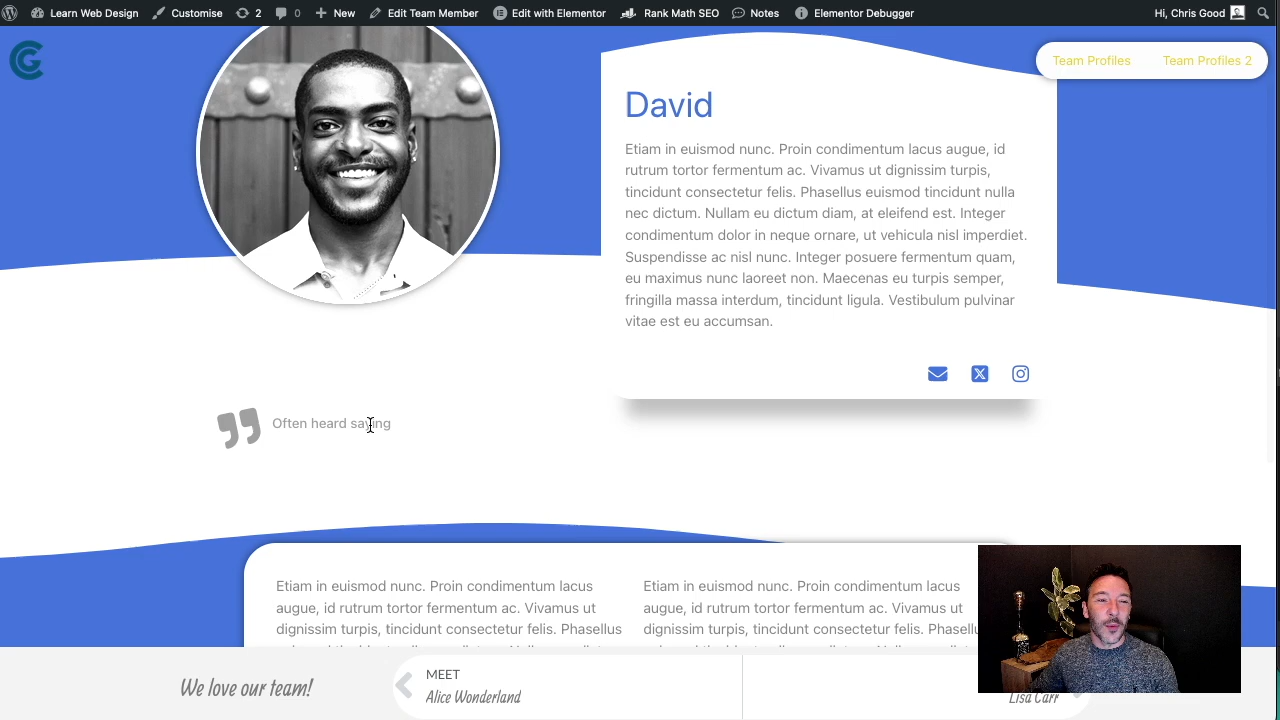 Learn Web Design Customise 2 0 New Edit Team Member Edit with Elementor Rank Math SEO Notes Elementor Debugger Hi, Chris Good
Team Profiles Team Profiles 2
David
Etiam in euismod nunc. Proin condimentum lacus augue, id
rutrum tortor fermentum ac. Vivamus ut dignissim turpis,
tincidunt consectetur felis. Phasellus euismod tincidunt nulla
nec dictum. Nullam eu dictum diam, at eleifend est. Integer
condimentum dolor in neque ornare, ut vehicula nisl imperdiet.
Suspendisse ac nisl nunc. Integer posuere fermentum quam,
eu maximus nunc laoreet non. Maecenas eu turpis semper,
fringilla massa interdum, tincidunt ligula. Vestibulum pulvinar
vitae est eu accumsan.
Often heard saying
Etiam in euismod nunc. Proin condimentum lacus
augue, id rutrum tortor fermentum ac. Vivamus ut
dignissim turpis, tincidunt consectetur felis. Phasellus
Etiam in euismod nunc. Proin condimentum lacus
augue, id rutrum tortor fermentum ac. Vivamus ut
dignissim turpis, tincidunt consectetur felis. Phasellu
We love our team!
MEET
Alice Wonderland
Lisa Carr